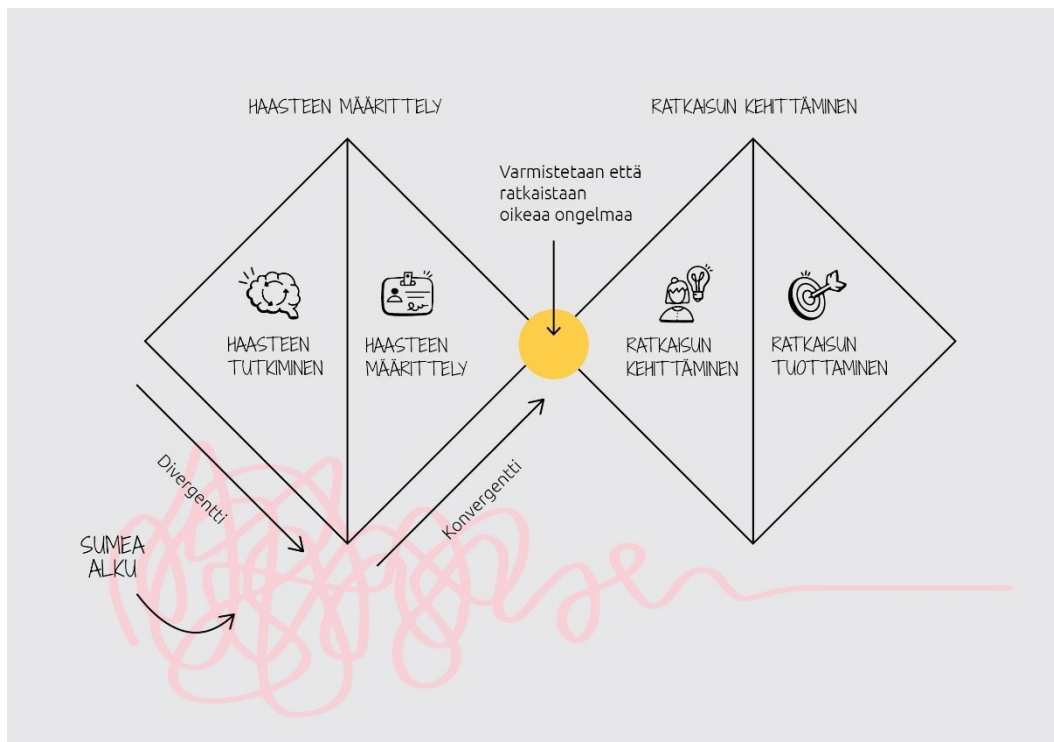 HAASTEEN MÄÄRITTELY
RATKAISUN KEHITTÄMINEN
Varmistetaan että
ratkaistaan
oikeaa ongelmaa
HAASTEEN
TUTKIMINEN
HAASTEEN
MÄÄRITTELY
RATKAISUN
KEHITTÄMINEN
RATKAISUN
TUOTTAMINEN
Divergentti
Konvergentti
SUMEA
ALKU